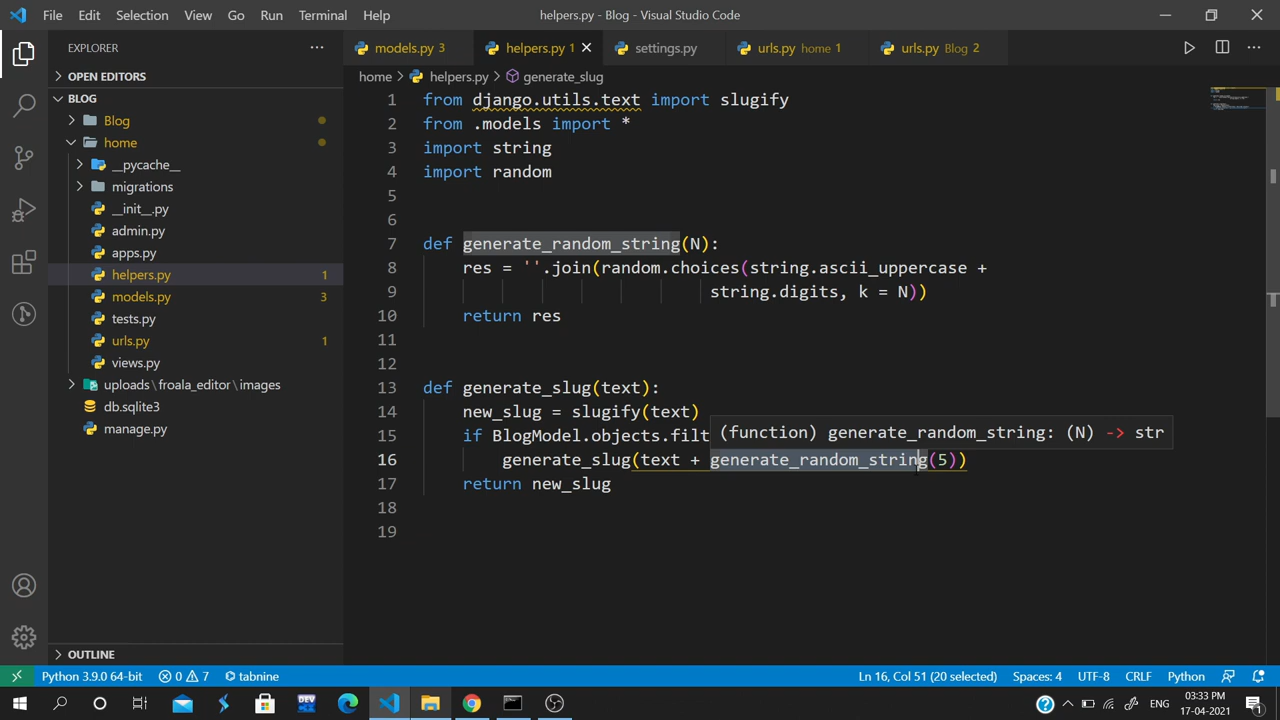 File Edit Selection View Go Run Terminal Help helpers.py - Blog - Visual Studio Code
EXPLORER
models.py 3 helpers.py 1 settings.py urls.py home 1 urls.py Blog 2
OPEN EDITORS
BLOG
Blog
home
__pycache__
migrations
__init__.py
admin.py
apps.py
helpers.py 1
models.py 3
tests.py
urls.py 1
views.py
uploads\froala_editor\images
db.sqlite3
manage.py
OUTLINE
home > helpers.py > generate_slug
1 from django.utils.text import slugify
2 from .models import *
3 import string
4 import random
5
6
7 def generate_random_string(N):
8 res = ''.join(random.choices(string.ascii_uppercase +
9 string.digits, k = N))
10 return res
11
12
13 def generate_slug(text):
14 new_slug = slugify(text)
15 if BlogModel.objects.filt
(function) generate_random_string: (N) -> str
16 generate_slug(text + generate_random_string(5))
17 return new_slug
18
19
Python 3.9.0 64-bit 0 7 tabnine Ln 16, Col 51 (20 selected) Spaces: 4 UTF-8 CRLF Python
DEV
ENG
03:33 PM
17-04-2021
1